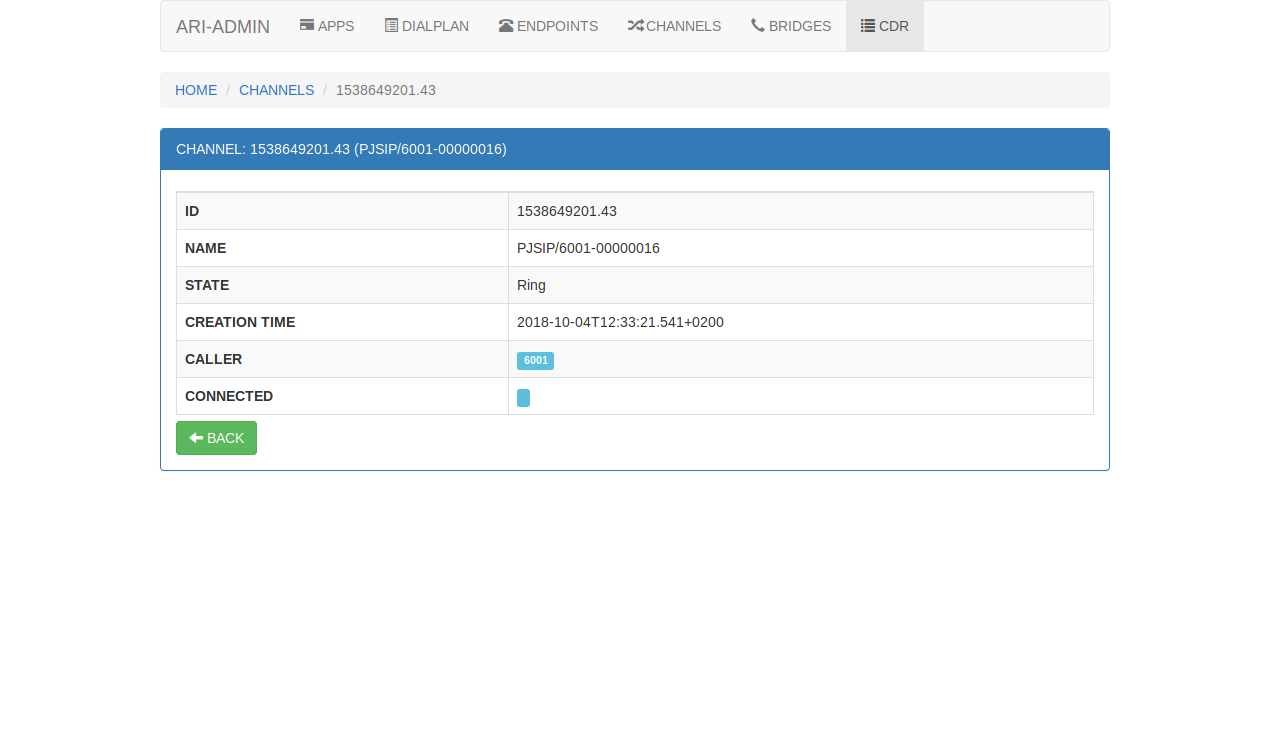 ARI-ADMIN APPS DIALPLAN ENDPOINTS CHANNELS BRIDGES CDR
HOME / CHANNELS / 1538649201.43
CHANNEL: 1538649201.43 (PJSIP/6001-00000016)
ID 1538649201.43
NAME PJSIP/6001-00000016
STATE Ring
CREATION TIME 2018-10-04T12:33:21.541+0200
CALLER 6001
CONNECTED
BACK